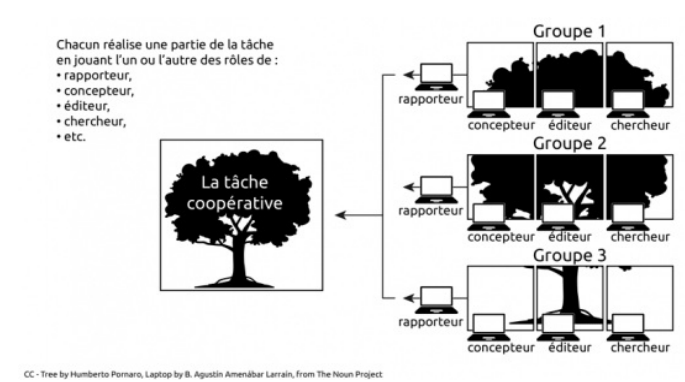 Chacun réalise une partie de la tâche
en jouant l'un ou l'autre des rôles de :
• rapporteur,
• concepteur,
• éditeur,
• chercheur,
• etc.
La tâche
coopérative
Groupe 1
rapporteur
concepteur éditeur chercheur
Groupe 2
rapporteur
concepteur éditeur chercheur
Groupe 3
rapporteur
concepteur éditeur chercheur
CC - Tree by Humberto Pornaro, Laptop by B. Agustín Amenábar Larraín, from The Noun Project